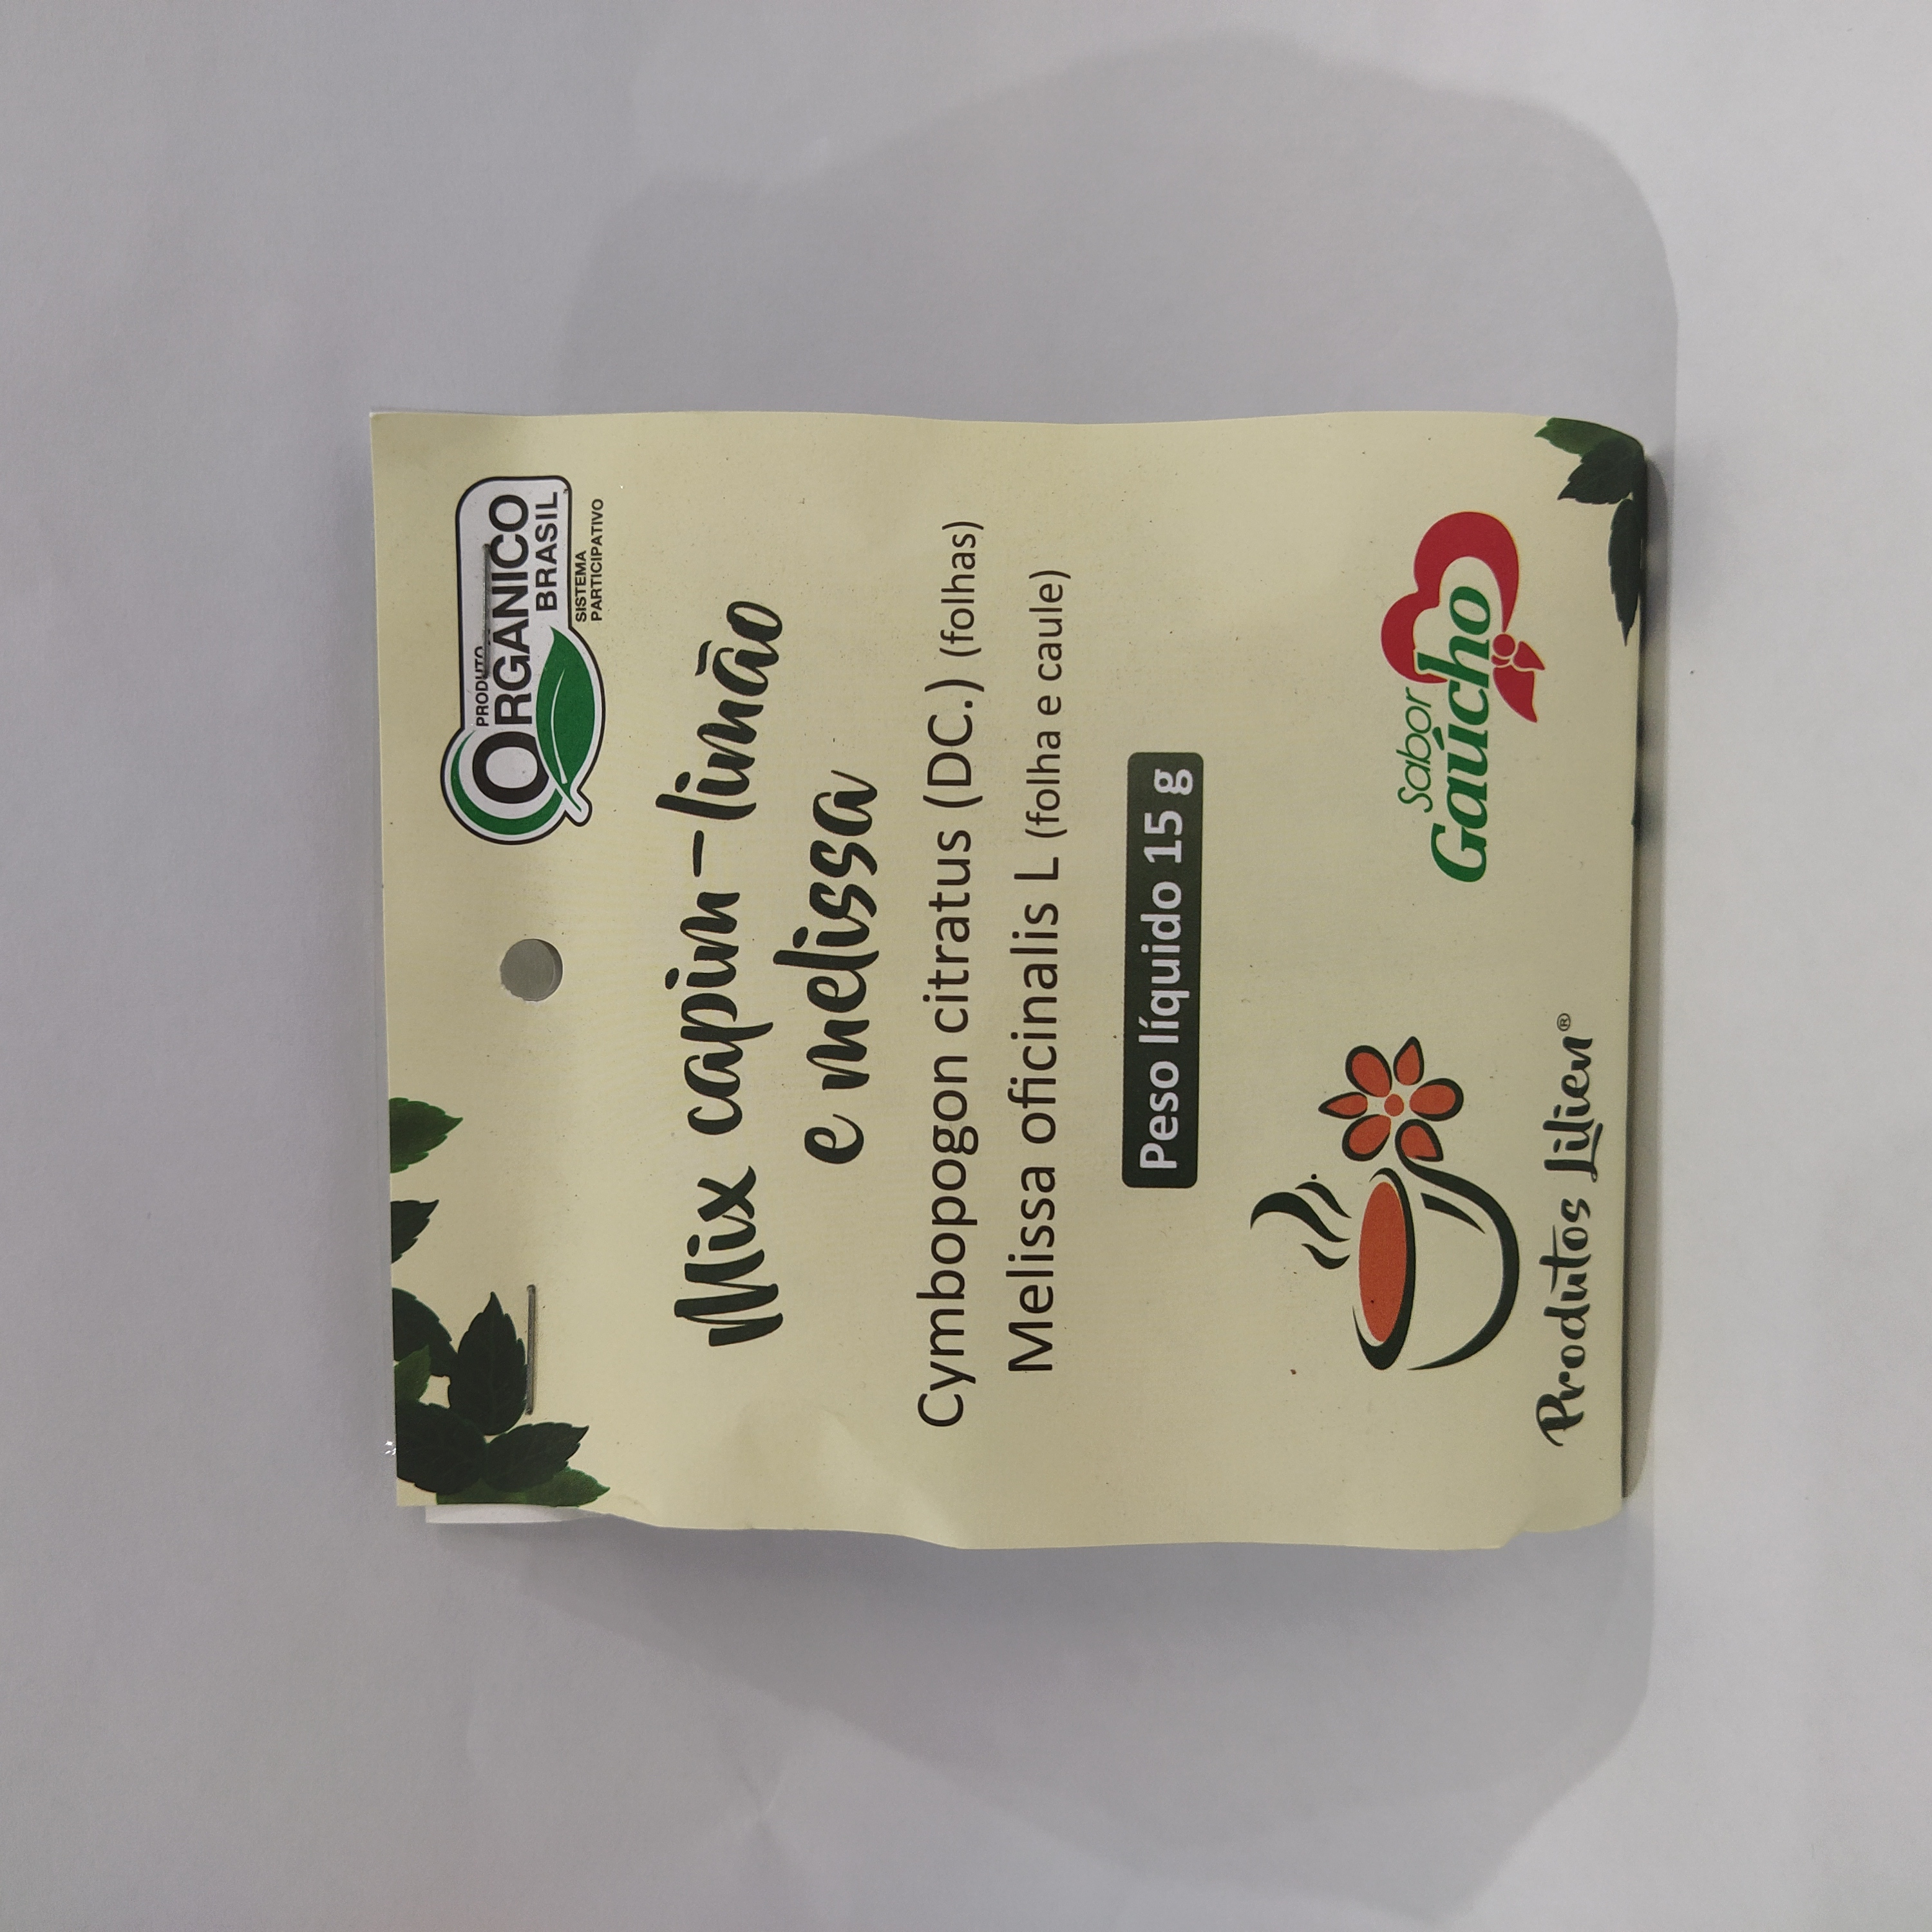 PRODUTO
ORGÂNICO
BRASIL
SISTEMA
PARTICIPATIVO
Mix capim-limão
e melissa
Cymbopogon citratus (DC.) (folhas)
Melissa oficinalis L (folha e caule)
Peso líquido 15 g
Sabor
Gaúcho
Produtos Lilien®